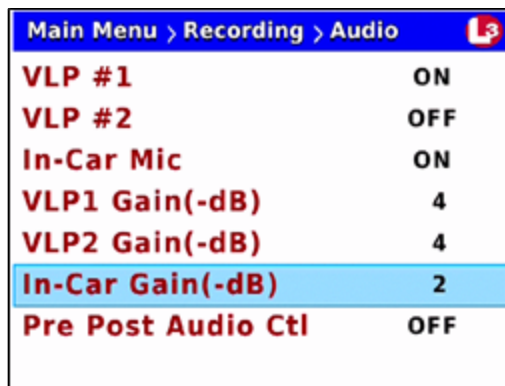 Main Menu > Recording > Audio L3
VLP #1 ON
VLP #2 OFF
In-Car Mic ON
VLP1 Gain(-dB) 4
VLP2 Gain(-dB) 4
In-Car Gain(-dB) 2
Pre Post Audio Ctl OFF